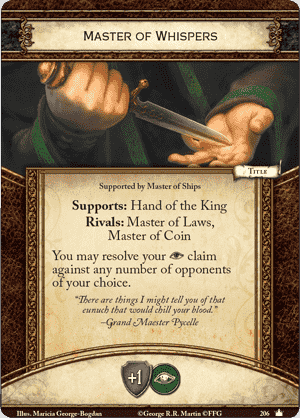 Master of Whispers
Title
Supported by Master of Ships
Supports: Hand of the King
Rivals: Master of Laws,
Master of Coin
You may resolve your claim
against any number of opponents
of your choice.
"There are things I might tell you of that
eunuch that would chill your blood."
–Grand Maester Pycelle
+1
Illus. Maricia George-Bogdan ©George R.R. Martin ©FFG 206